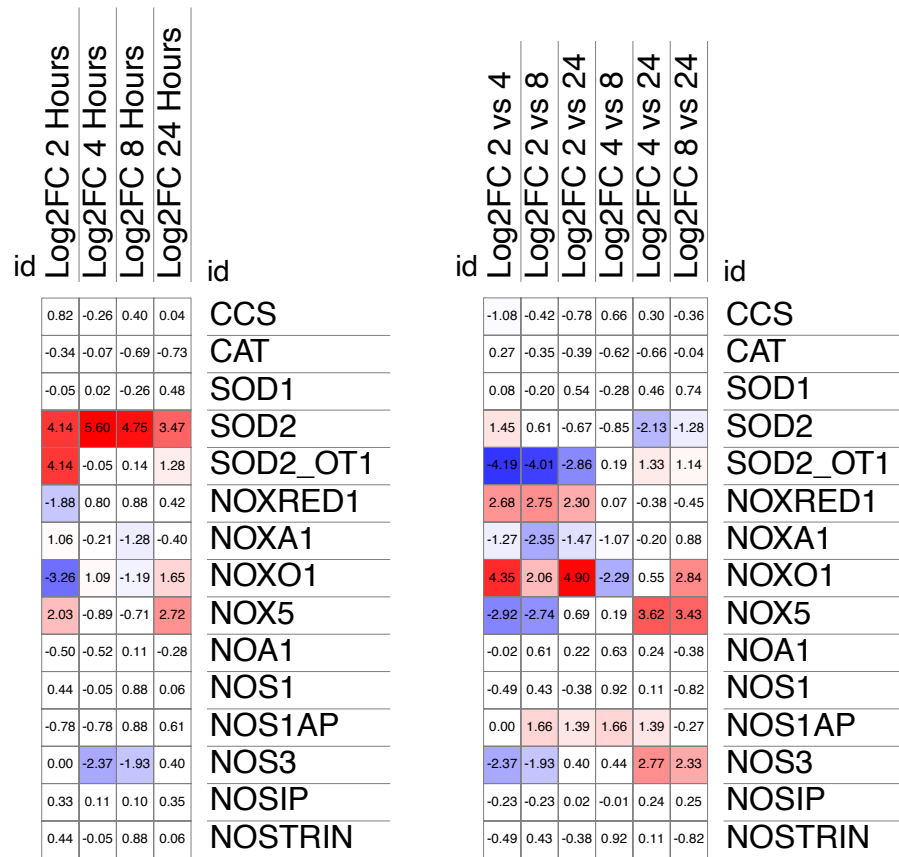 id Log2FC 2 Hours Log2FC 4 Hours Log2FC 8 Hours Log2FC 24 Hours id
0.82 -0.26 0.40 0.04 CCS
-0.34 -0.07 -0.69 -0.73 CAT
-0.05 0.02 -0.26 0.48 SOD1
4.14 5.60 4.75 3.47 SOD2
4.14 -0.05 0.14 1.28 SOD2_OT1
-1.88 0.80 0.88 0.42 NOXRED1
1.06 -0.21 -1.28 -0.40 NOXA1
-3.26 1.09 -1.19 1.65 NOXO1
2.03 -0.89 -0.71 2.72 NOX5
-0.50 -0.52 0.11 -0.28 NOA1
0.44 -0.05 0.88 0.06 NOS1
-0.78 -0.78 0.88 0.61 NOS1AP
0.00 -2.37 -1.93 0.40 NOS3
0.33 0.11 0.10 0.35 NOSIP
0.44 -0.05 0.88 0.06 NOSTRIN
id Log2FC 2 vs 4 Log2FC 2 vs 8 Log2FC 2 vs 24 Log2FC 4 vs 8 Log2FC 4 vs 24 Log2FC 8 vs 24 id
-1.08 -0.42 -0.78 0.66 0.30 -0.36 CCS
0.27 -0.35 -0.39 -0.62 -0.66 -0.04 CAT
0.08 -0.20 0.54 -0.28 0.46 0.74 SOD1
1.45 0.61 -0.67 -0.85 -2.13 -1.28 SOD2
-4.19 -4.01 -2.86 0.19 1.33 1.14 SOD2_OT1
2.68 2.75 2.30 0.07 -0.38 -0.45 NOXRED1
-1.27 -2.35 -1.47 -1.07 -0.20 0.88 NOXA1
4.35 2.06 4.90 -2.29 0.55 2.84 NOXO1
-2.92 -2.74 0.69 0.19 3.62 3.43 NOX5
-0.02 0.61 0.22 0.63 0.24 -0.38 NOA1
-0.49 0.43 -0.38 0.92 0.11 -0.82 NOS1
0.00 1.66 1.39 1.66 1.39 -0.27 NOS1AP
-2.37 -1.93 0.40 0.44 2.77 2.33 NOS3
-0.23 -0.23 0.02 -0.01 0.24 0.25 NOSIP
-0.49 0.43 -0.38 0.92 0.11 -0.82 NOSTRIN